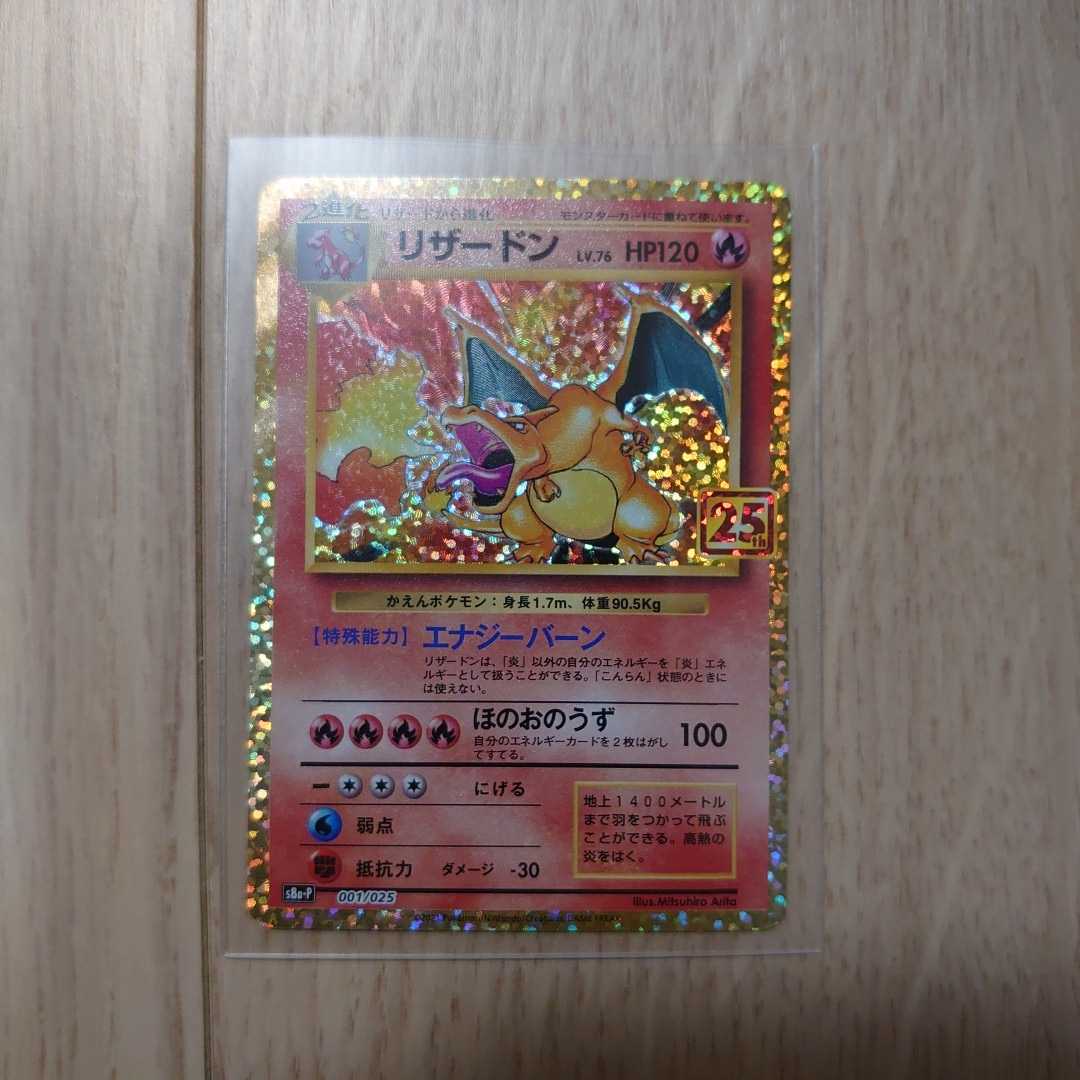 2進化 リザードから進化 モンスターカードに重ねて使います。
リザードン LV.76 HP120
25th
かえんポケモン：身長1.7m、体重90.5Kg
【特殊能力】 エナジーバーン
リザードンは、「炎」以外の自分のエネルギーを「炎」エネ
ルギーとして扱うことができる。「こんらん」状態のときに
は使えない。
ほのおのうず 100
自分のエネルギーカードを2枚はがし
てすてる。
にげる
弱点
抵抗力 ダメージ -30
地上1400メートル
まで羽をつかって飛ぶ
ことができる。高熱の
炎をはく。
s8a-P 001/025
Illus.Mitsuhiro Arita
©2021 Pokémon/Nintendo/Creatures/GAME FREAK